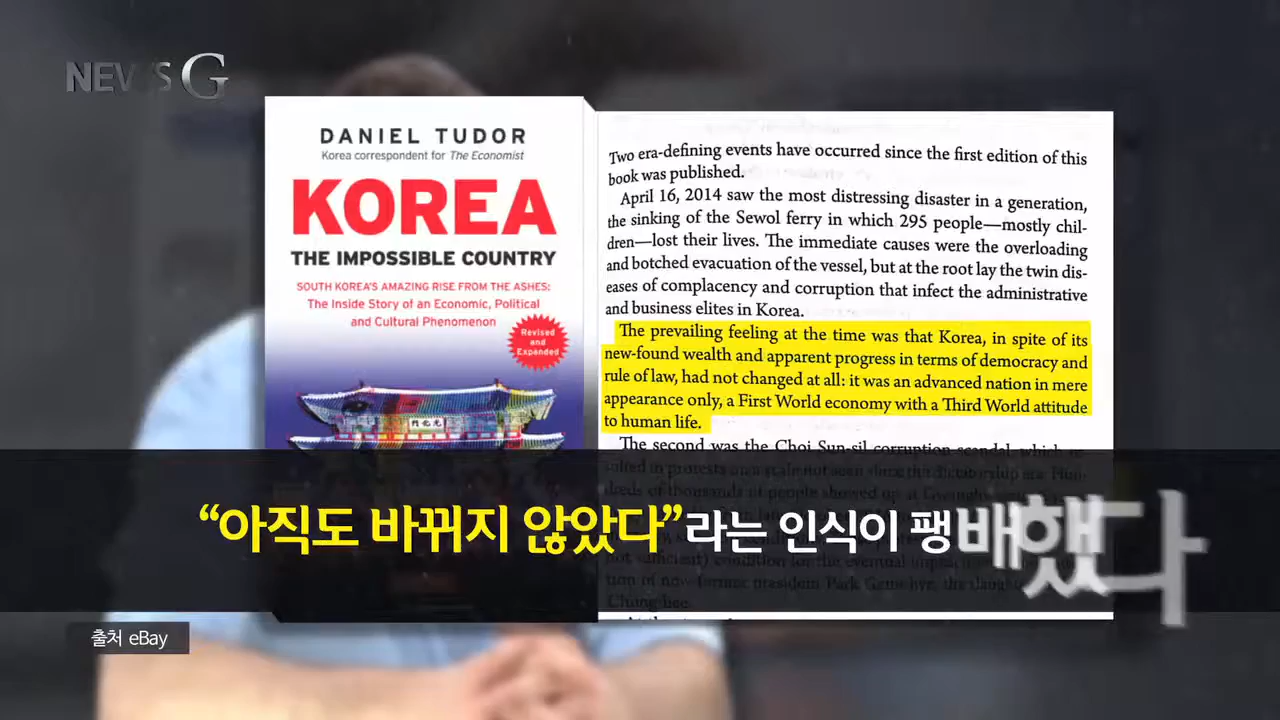 NEWS G
DANIEL TUDOR
Korea correspondent for The Economist
KOREA
THE IMPOSSIBLE COUNTRY
SOUTH KOREA'S AMAZING RISE FROM THE ASHES:
The Inside Story of an Economic, Political
and Cultural Phenomenon
Revised
and
Expanded
Two era-defining events have occurred since the first edition of this
book was published.
April 16, 2014 saw the most distressing disaster in a generation,
the sinking of the Sewol ferry in which 295 people—mostly chil-
dren—lost their lives. The immediate causes were the overloading
and botched evacuation of the vessel, but at the root lay the twin dis-
eases of complacency and corruption that infect the administrative
and business elites in Korea.
The prevailing feeling at the time was that Korea, in spite of its
new-found wealth and apparent progress in terms of democracy and
rule of law, had not changed at all: it was an advanced nation in mere
appearance only, a First World economy with a Third World attitude
to human life.
The second was the Choi Sun-sil corruption scandal, which re-
“아직도 바뀌지 않았다”라는 인식이 팽배했다
출처 eBay